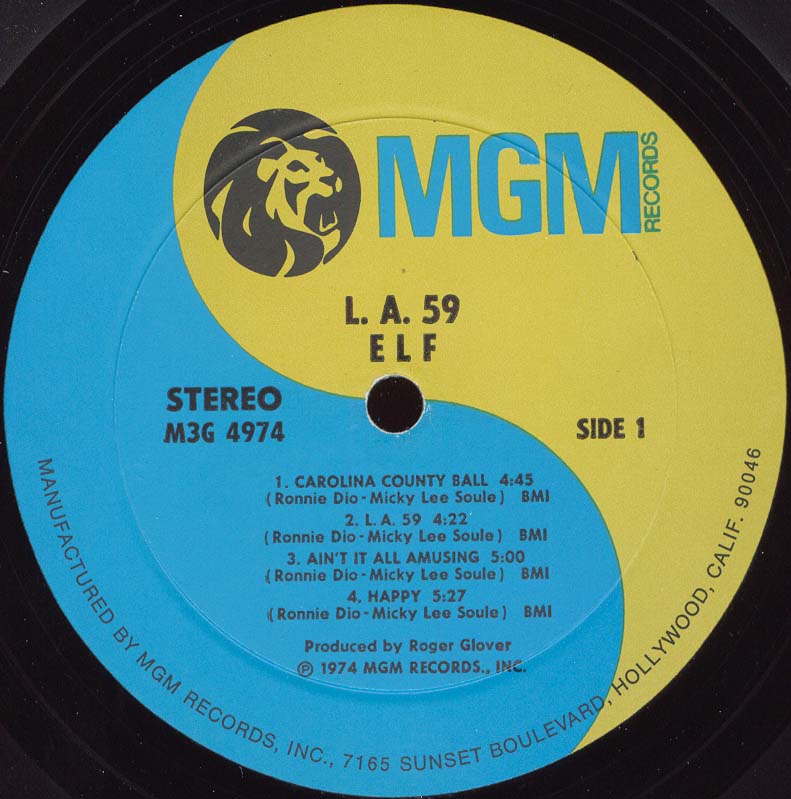 MGM
RECORDS
L. A. 59
ELF
STEREO
M3G 4974
SIDE 1
1. CAROLINA COUNTY BALL 4:45
(Ronnie Dio-Micky Lee Soule) BMI
2. L. A. 59 4:22
(Ronnie Dio-Micky Lee Soule) BMI
3. AIN'T IT ALL AMUSING 5:00
(Ronnie Dio-Micky Lee Soule) BMI
4. HAPPY 5:27
(Ronnie Dio-Micky Lee Soule) BMI
Produced by Roger Glover
℗ 1974 MGM RECORDS., INC.
MANUFACTURED BY MGM RECORDS, INC., 7165 SUNSET BOULEVARD, HOLLYWOOD, CALIF. 90046